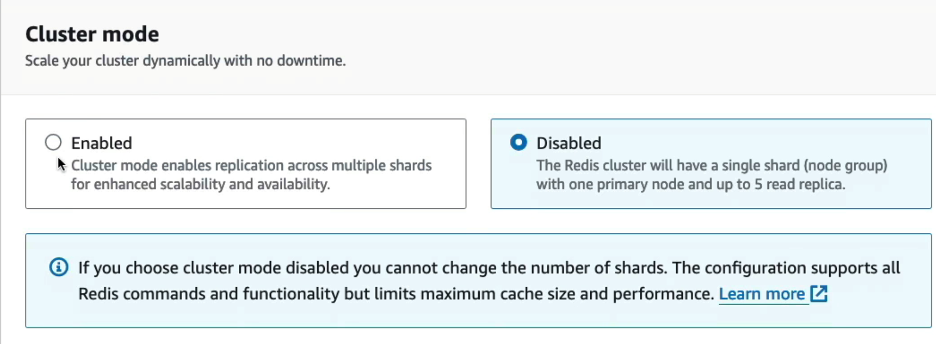 Cluster mode
Scale your cluster dynamically with no downtime.
Enabled
Cluster mode enables replication across multiple shards
for enhanced scalability and availability.
Disabled
The Redis cluster will have a single shard (node group)
with one primary node and up to 5 read replica.
If you choose cluster mode disabled you cannot change the number of shards. The configuration supports all
Redis commands and functionality but limits maximum cache size and performance. Learn more